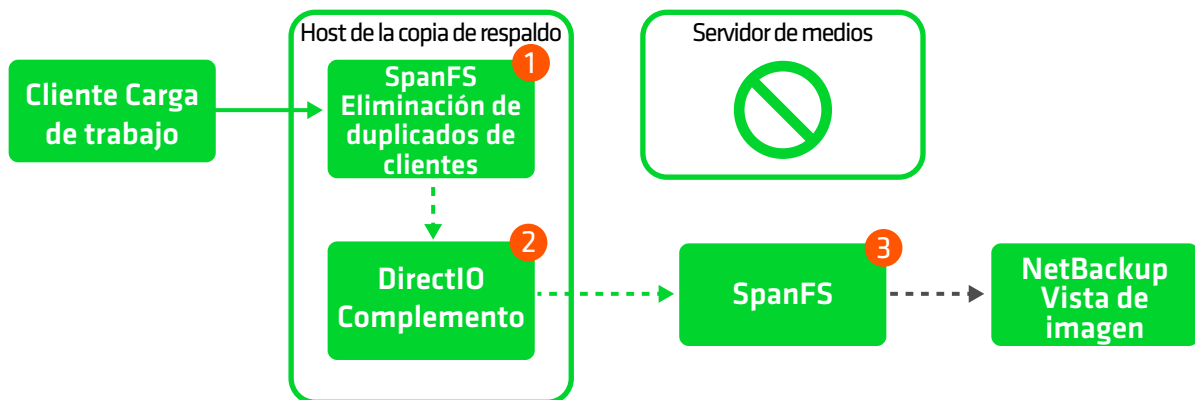 Host de la copia de respaldo
Servidor de medios
Cliente Carga
de trabajo
1
SpanFS
Eliminación de
duplicados de
clientes
2
DirectIO
Complemento
3
SpanFS
NetBackup
Vista de
imagen